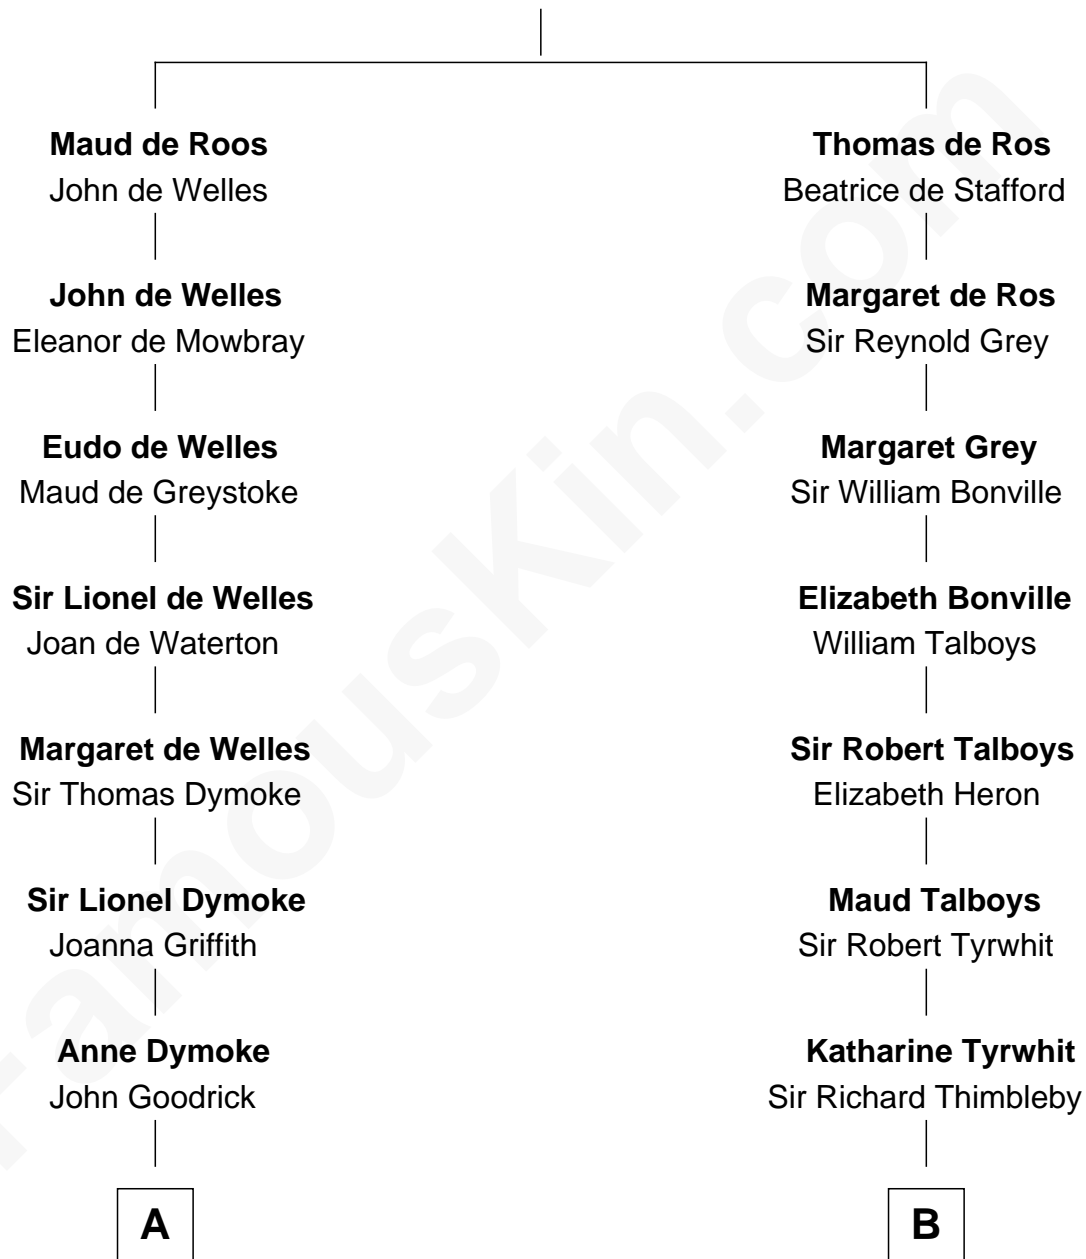 Maud de Roos
John de Welles
John de Welles
Eleanor de Mowbray
Eudo de Welles
Maud de Greystoke
Sir Lionel de Welles
Joan de Waterton
Margaret de Welles
Sir Thomas Dymoke
Sir Lionel Dymoke
Joanna Griffith
Anne Dymoke
John Goodrick
A
Thomas de Ros
Beatrice de Stafford
Margaret de Ros
Sir Reynold Grey
Margaret Grey
Sir William Bonville
Elizabeth Bonville
William Talboys
Sir Robert Talboys
Elizabeth Heron
Maud Talboys
Sir Robert Tyrwhit
Katharine Tyrwhit
Sir Richard Thimbleby
B
FamousKin.com